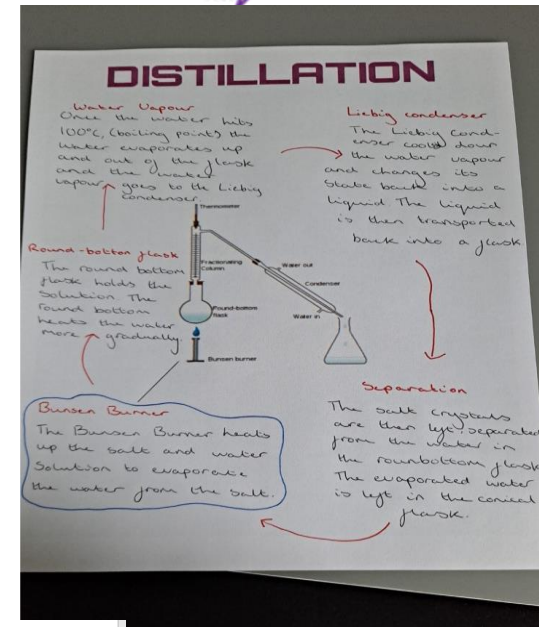 DISTILLATION
Water Vapour
Once the water hits
100°C, (boiling point) the
water evaporates up
and out of the flask
and the water
vapour goes to the Liebig
condenser.
Liebig condenser
The Liebig Cond-
enser cools down
the water vapour
and changes its
state back into a
liquid The liquid
is then transported
back into a flask
Thermometer
Round-bottom flask
The round bottom
flask holds the
solution. The
round bottom
heats the water
more gradually.
Fractionating
Column
Water out
Condenser
Round-bottom
flask
Water in
Bunsen burner
Bunsen Burner
The Bunsen Burner heats
up the salt and water
Solution to evaporate
the water from the salt.
Separation
The salt crystals
are then left separated
from the water in
the rounbottom flask
The evaporated water
is left in the conical
flask.